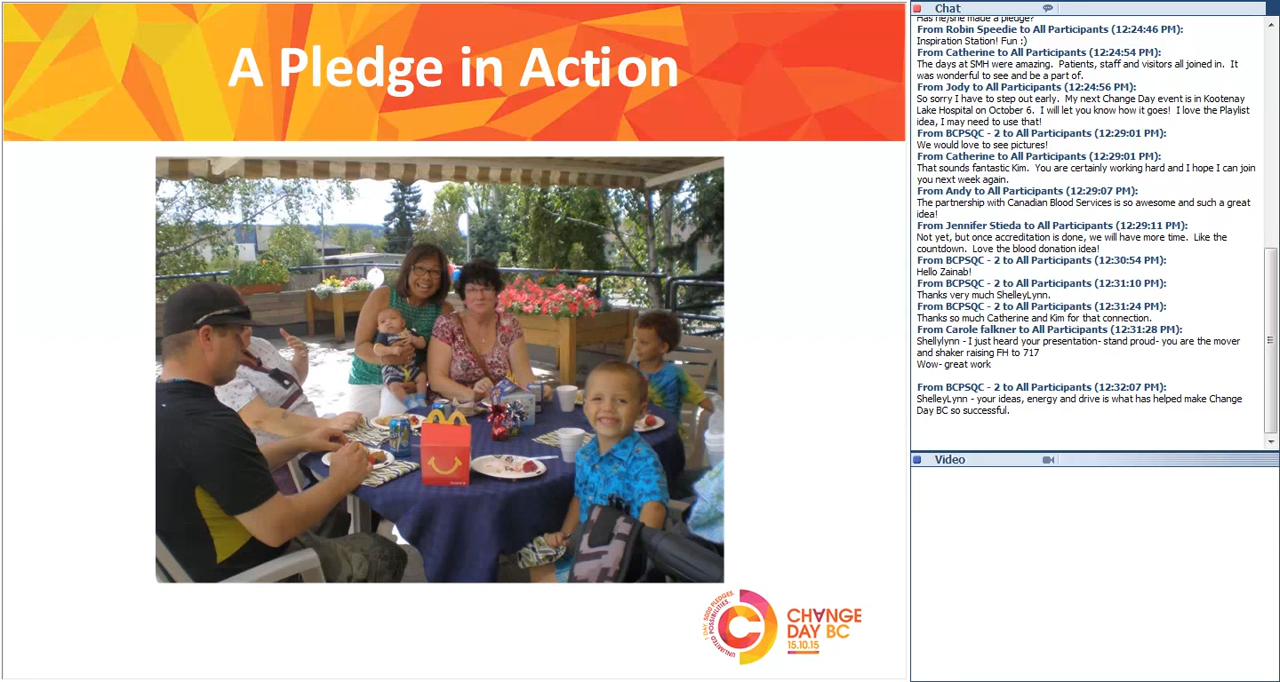 A Pledge in Action
1 DAY. 5000 PLEDGES.
UNLIMITED POSSIBILITIES.
CHANGE
DAY BC
15.10.15
Chat
Has he/she made a pledge?
From Robin Speedie to All Participants (12:24:46 PM):
Inspiration Station! Fun :)
From Catherine to All Participants (12:24:54 PM):
The days at SMH were amazing.  Patients, staff and visitors all joined in.  It
was wonderful to see and be a part of.
From Jody to All Participants (12:24:56 PM):
So sorry I have to step out early.  My next Change Day event is in Kootenay
Lake Hospital on October 6.  I will let you know how it goes!  I love the Playlist
idea, I may need to use that!
From BCPSQC - 2 to All Participants (12:29:01 PM):
We would love to see pictures!
From Catherine to All Participants (12:29:01 PM):
That sounds fantastic Kim.  You are certainly working hard and I hope I can join
you next week again.
From Andy to All Participants (12:29:07 PM):
The partnership with Canadian Blood Services is so awesome and such a great
idea!
From Jennifer Stieda to All Participants (12:29:11 PM):
Not yet, but once accreditation is done, we will have more time.  Like the
countdown.  Love the blood donation idea!
From BCPSQC - 2 to All Participants (12:30:54 PM):
Hello Zainab!
From BCPSQC - 2 to All Participants (12:31:10 PM):
Thanks very much ShelleyLynn.
From BCPSQC - 2 to All Participants (12:31:24 PM):
Thanks so much Catherine and Kim for that connection.
From Carole falkner to All Participants (12:31:28 PM):
Shellylynn - I just heard your presentation- stand proud- you are the mover
and shaker raising FH to 717
Wow- great work
From BCPSQC - 2 to All Participants (12:32:07 PM):
ShelleyLynn - your ideas, energy and drive is what has helped make Change
Day BC so successful.
Video